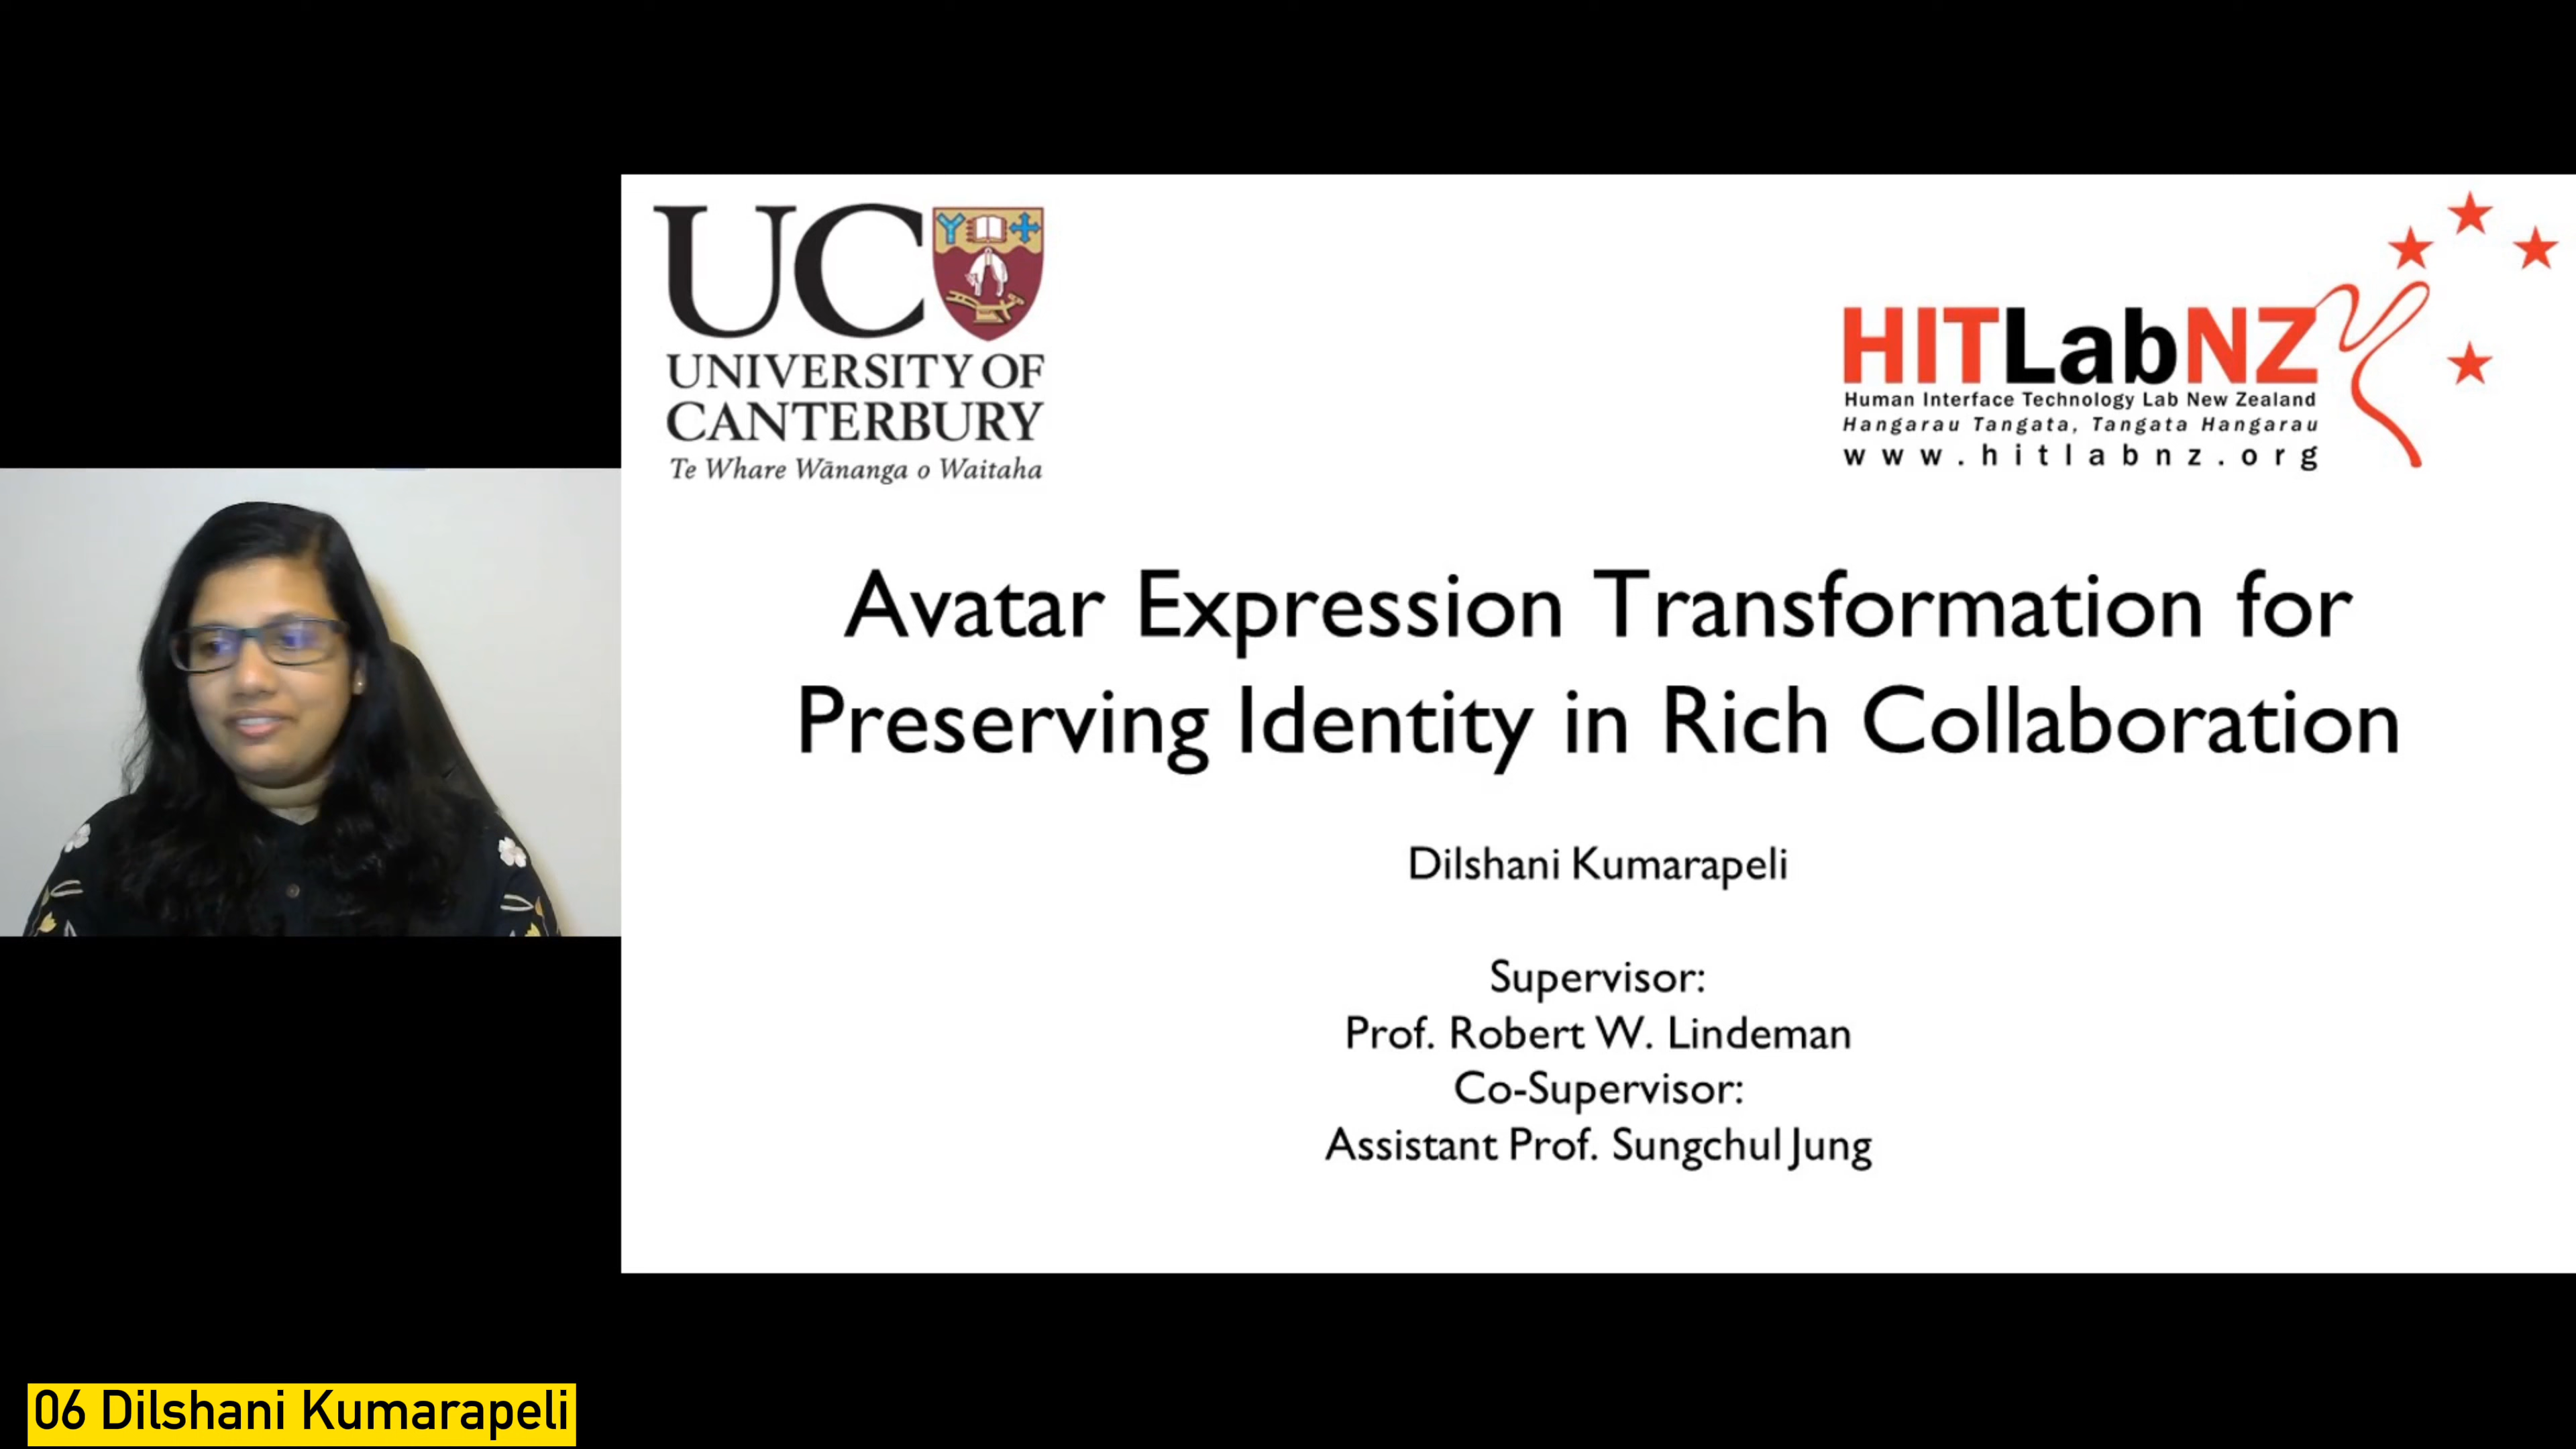 UC
UNIVERSITY OF
CANTERBURY
Te Whare Wānanga o Waitaha
HITLabNZ
Human Interface Technology Lab New Zealand
Hangarau Tangata, Tangata Hangarau
www.hitlabnz.org
Avatar Expression Transformation for
Preserving Identity in Rich Collaboration
Dilshani Kumarapeli
Supervisor:
Prof. Robert W. Lindeman
Co-Supervisor:
Assistant Prof. Sungchul Jung
06 Dilshani Kumarapeli